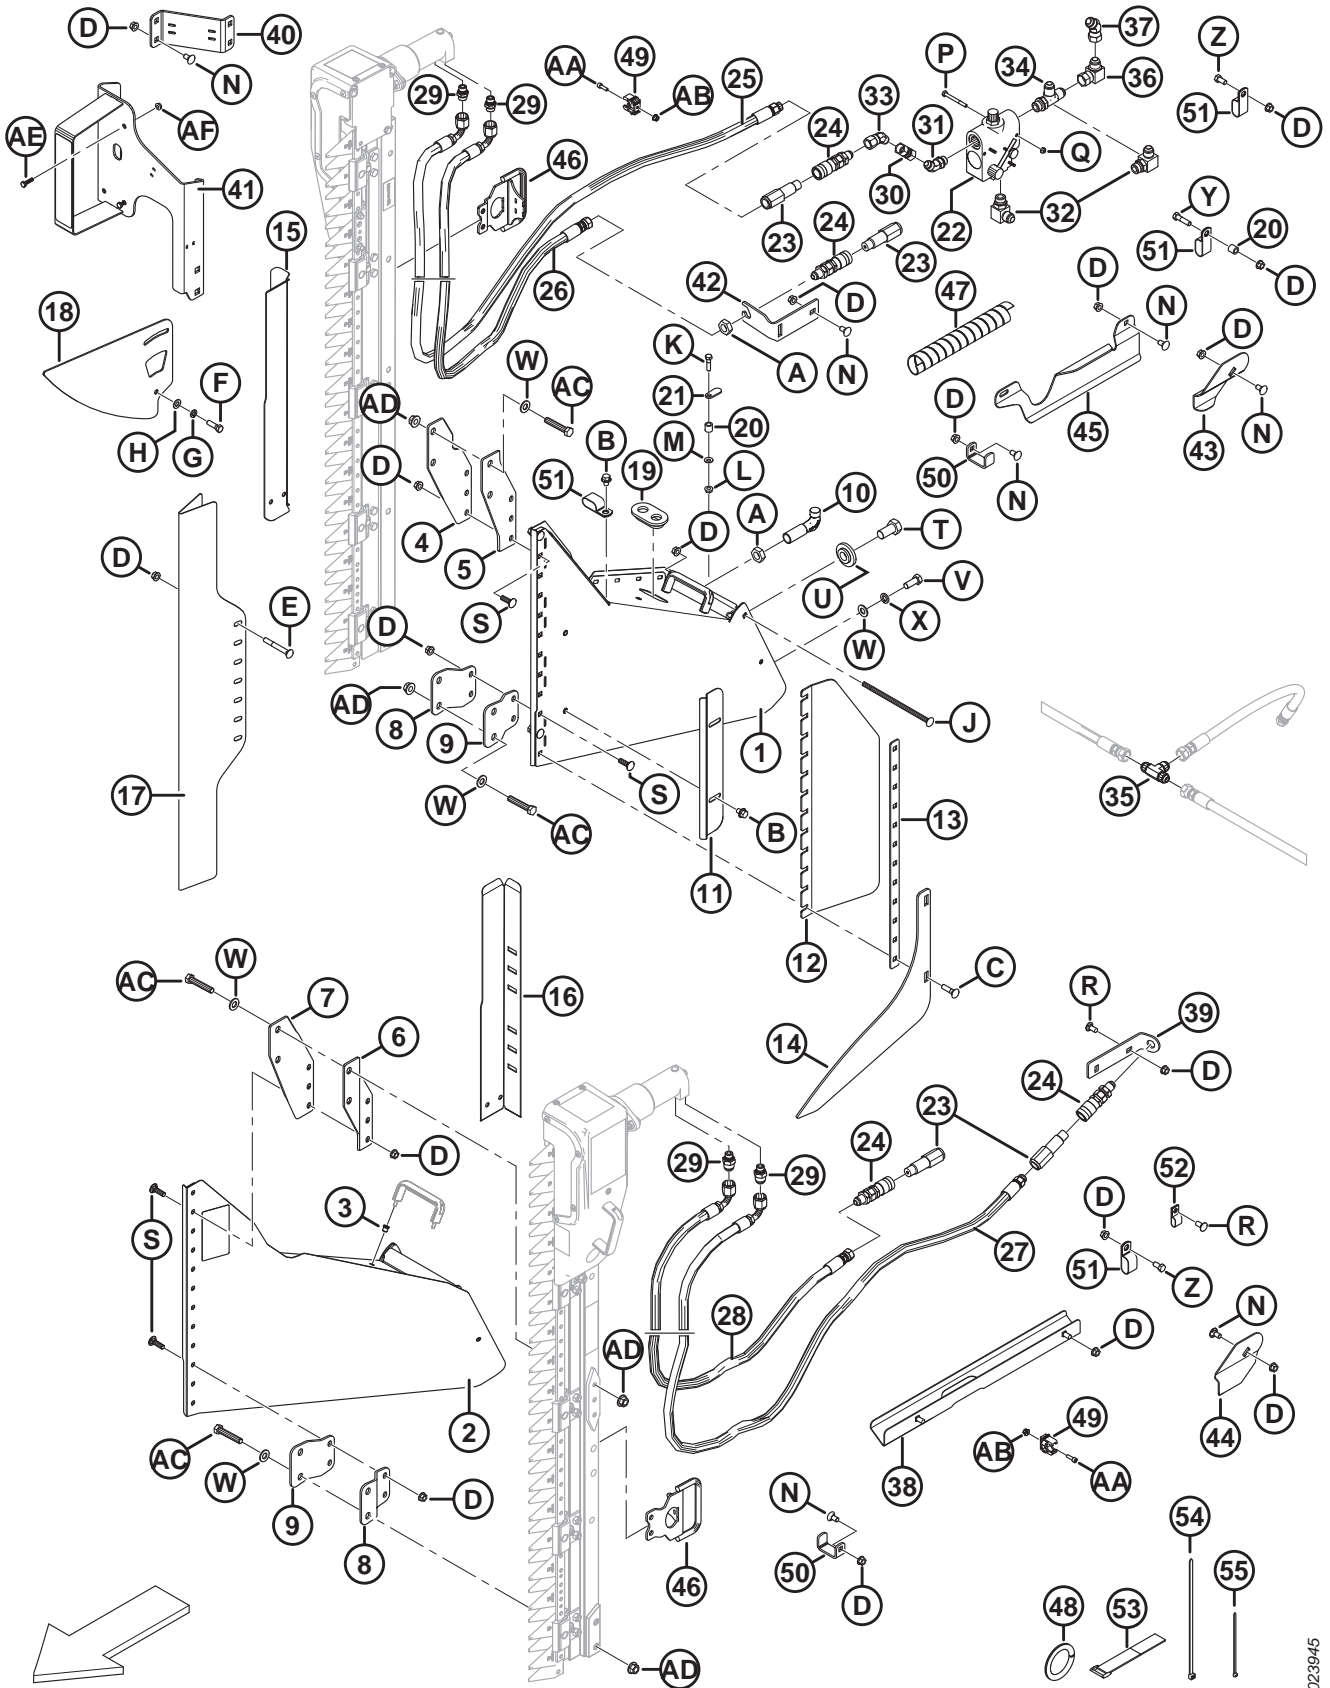 D 40
N
AA 49 25
AB
29 29
P 34 37
36
Z
51 D
33
24 31
AE AF
41
46
15
30 22 32 Q
23
24
23
Y
51 20
D
26
42 D
A N
47
D N
D
45 43 N
18
F
H G
W AC
AD
K
21
20
M
L
B
51 19
D
4 5
D A 10
T
U
V
X
W
D
50 N
D
E
S
D
AD
8 9
W
AC
S
1
B
J
17
11
12
13
35
C
14
16
AC W
7
6
D
R 39
D
24
23
24
29 29
3
S
52
R
D
51 Z
27
28
AD
D
N
44 D
49
AB AA
38
2
AC
W
9
8
D
46
N
50
D
AD
54
55
48 53
023945